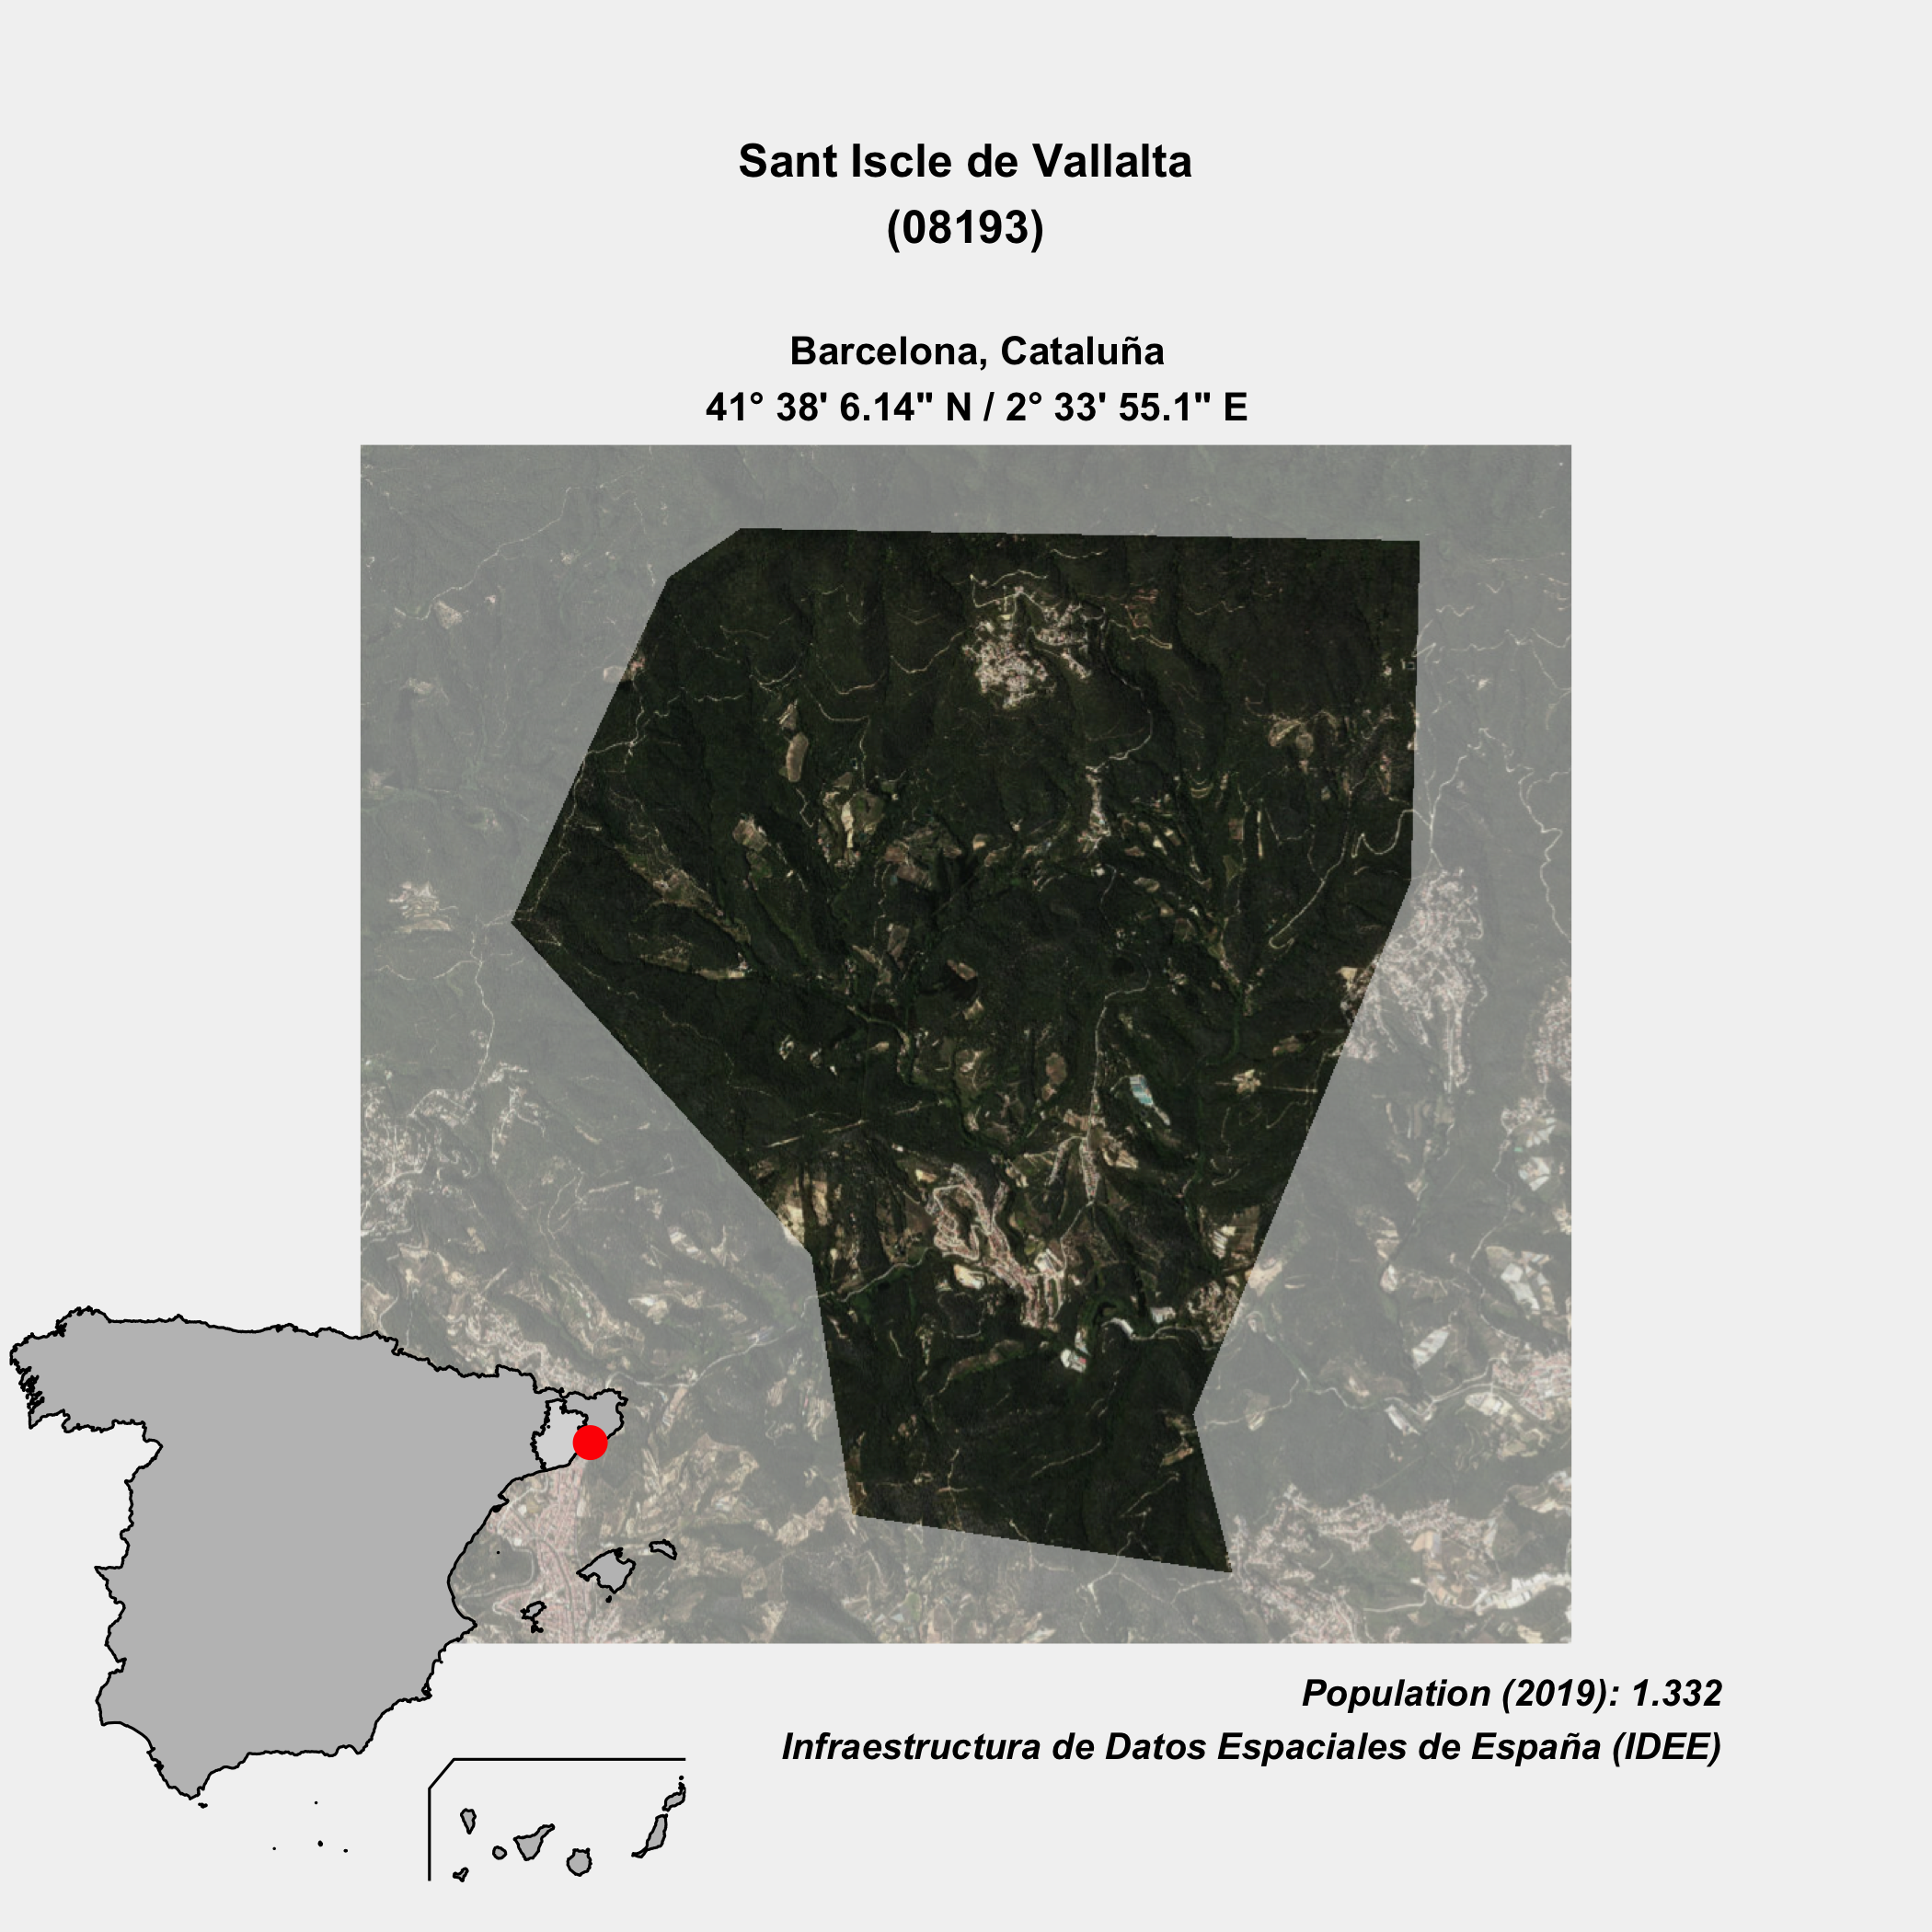 Sant Iscle de Vallalta
(08193)
Barcelona, Cataluña
41° 38' 6.14" N / 2° 33' 55.1" E
Population (2019): 1.332
Infraestructura de Datos Espaciales de España (IDEE)